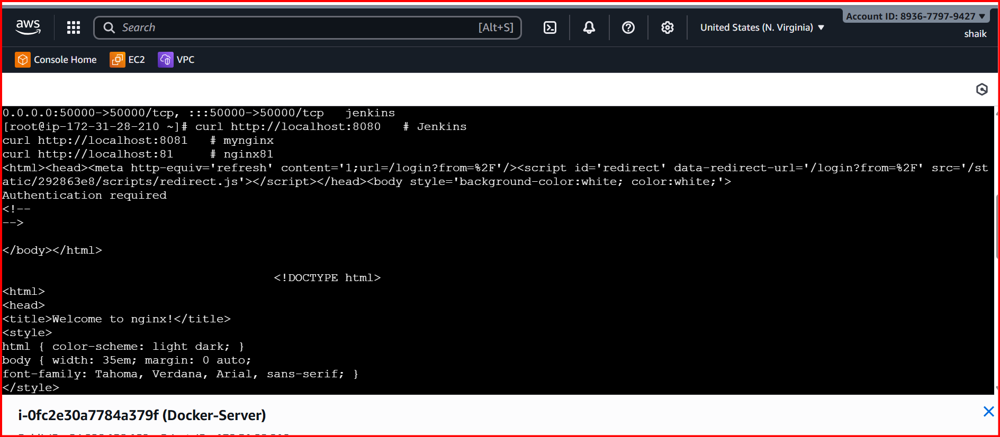 aws
Search [Alt+S]
United States (N. Virginia)
Account ID: 8936-7797-9427
shaik
Console Home EC2 VPC
0.0.0.0:50000->50000/tcp, :::50000->50000/tcp   jenkins
[root@ip-172-31-28-210 ~]# curl http://localhost:8080   # Jenkins
curl http://localhost:8081   # mynginx
curl http://localhost:81     # nginx81
<html><head><meta http-equiv='refresh' content='1;url=/login?from=%2F'/><script id='redirect' data-redirect-url='/login?from=%2F' src='/st
atic/292863e8/scripts/redirect.js'></script></head><body style='background-color:white; color:white;'>
Authentication required
<!--
-->
</body></html>
<!DOCTYPE html>
<html>
<head>
<title>Welcome to nginx!</title>
<style>
html { color-scheme: light dark; }
body { width: 35em; margin: 0 auto;
font-family: Tahoma, Verdana, Arial, sans-serif; }
</style>
i-0fc2e30a7784a379f (Docker-Server)